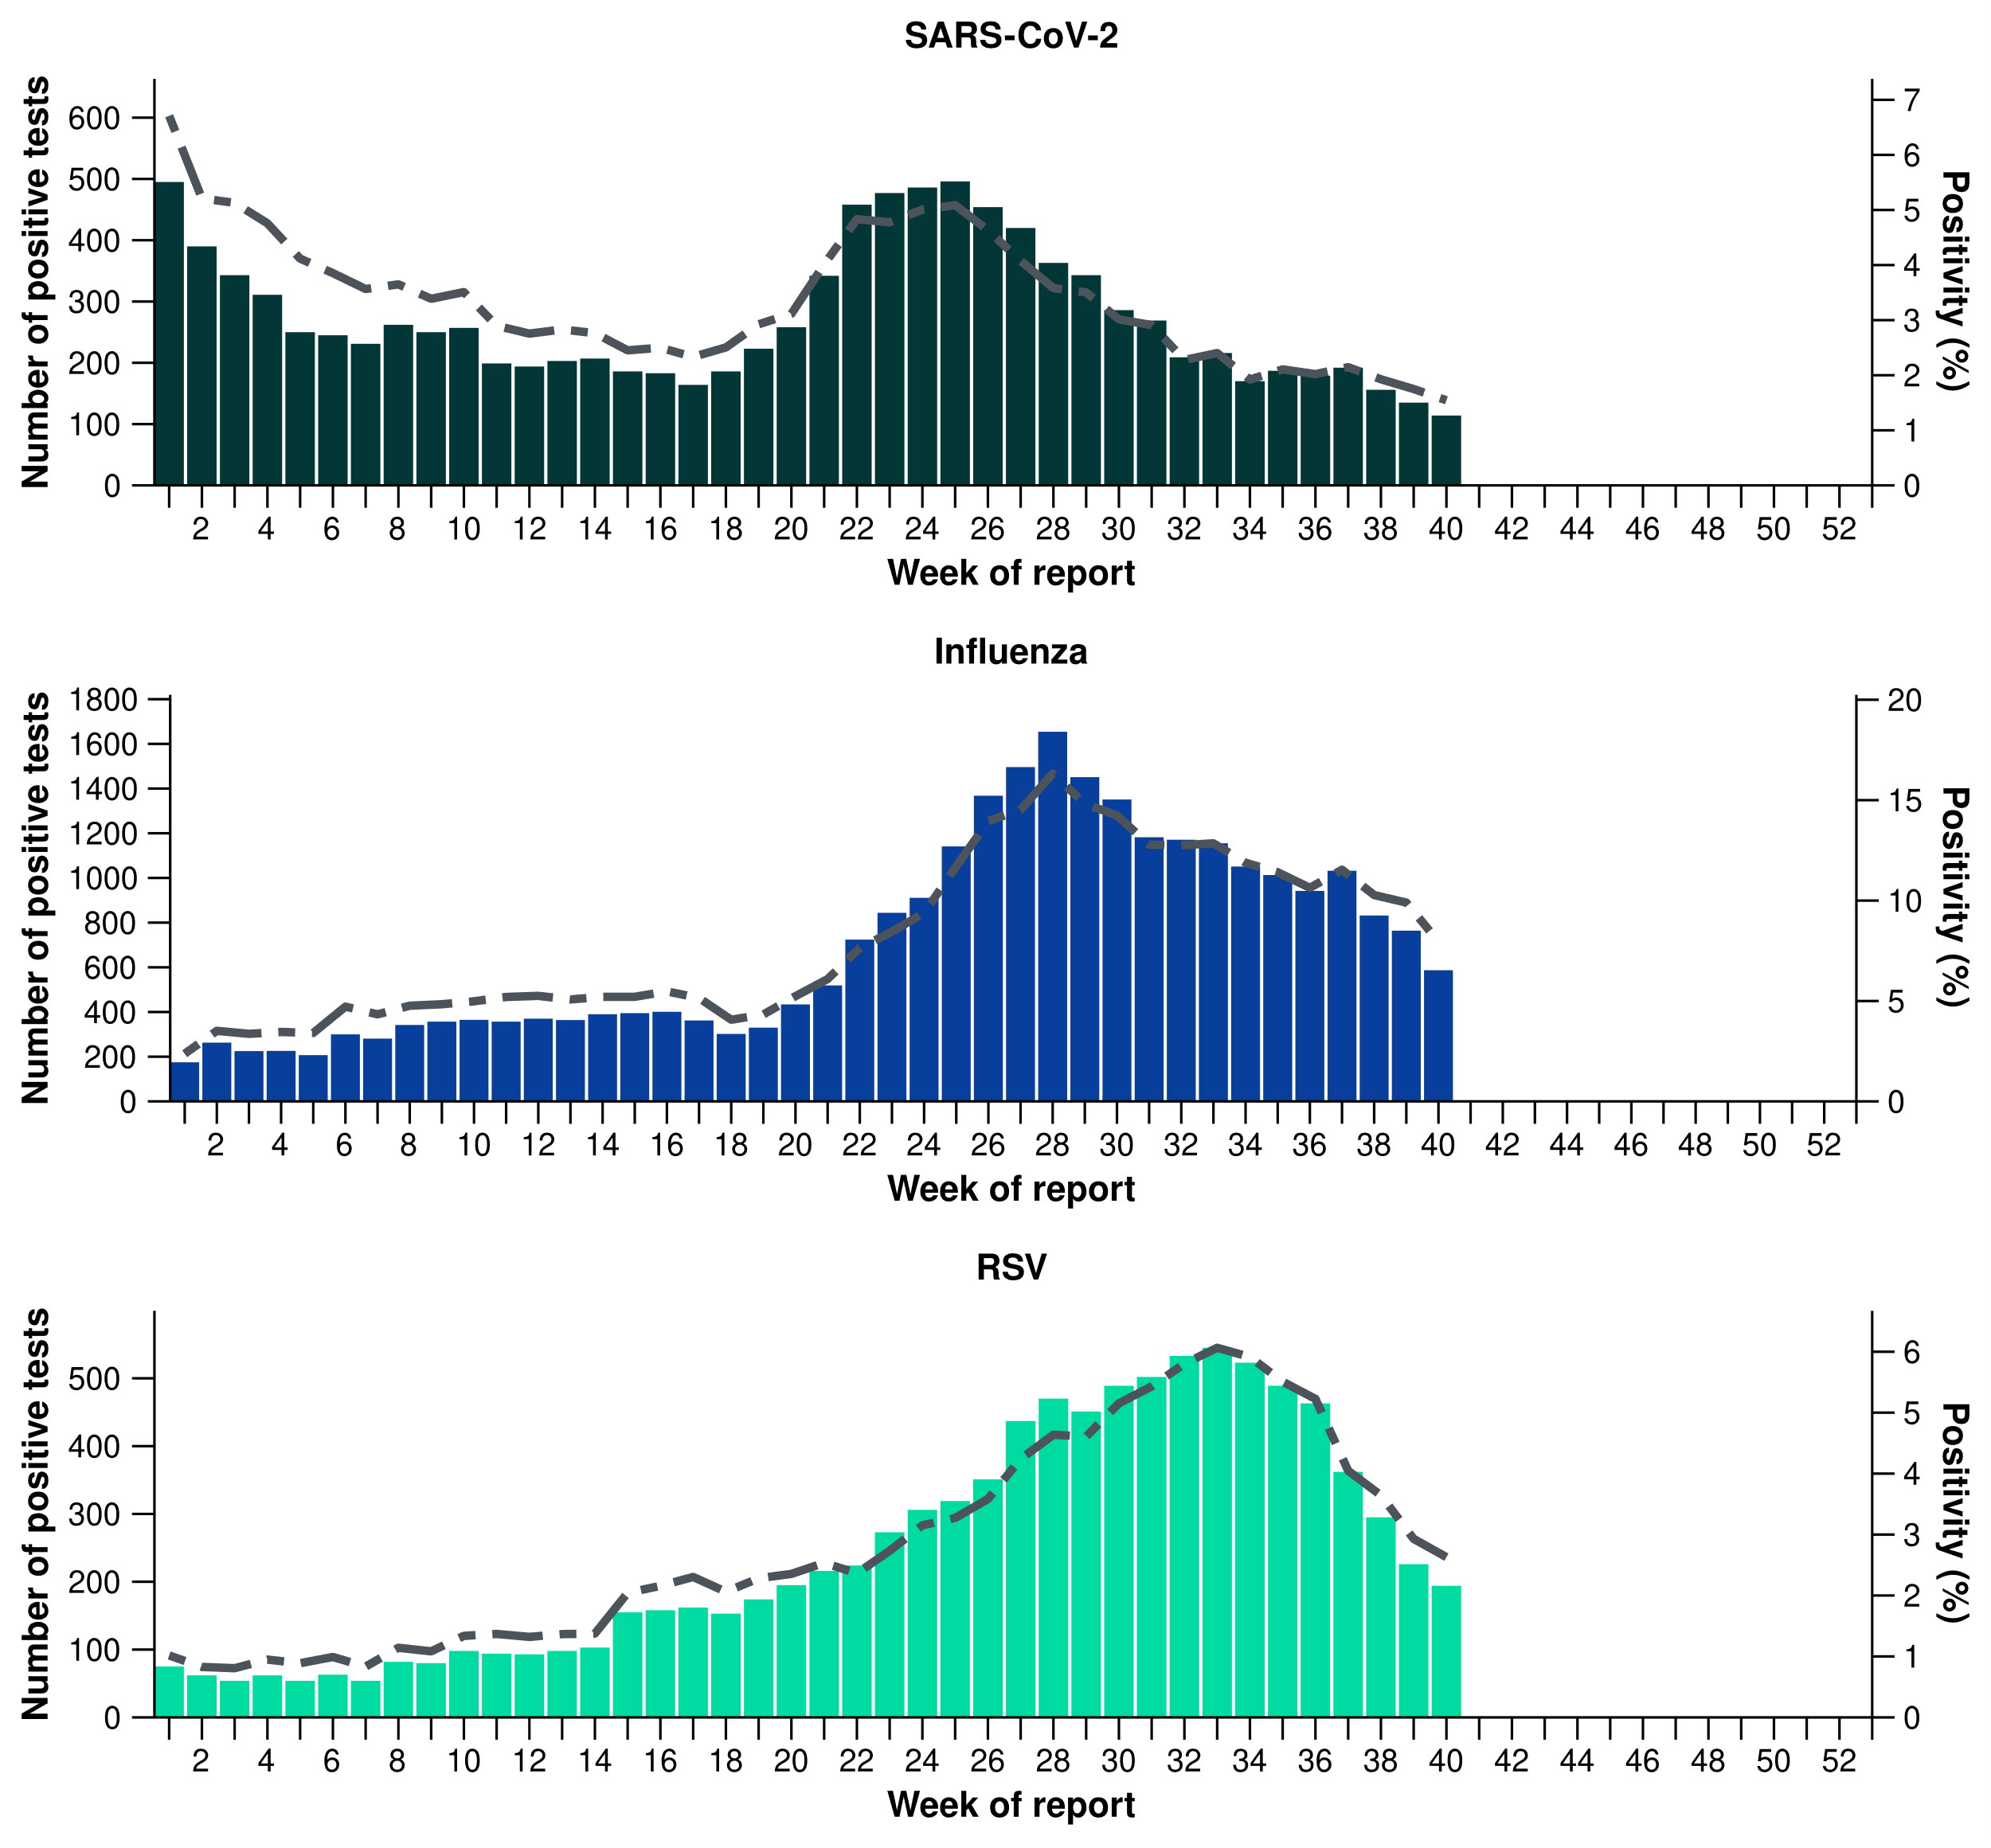 SARS-CoV-2
Number of positive tests
600
500
400
300
200
100
0
7
6
5
4
3
2
1
0
Positivity (%)
2 4 6 8 10 12 14 16 18 20 22 24 26 28 30 32 34 36 38 40 42 44 46 48 50 52
Week of report
Influenza
Number of positive tests
1800
1600
1400
1200
1000
800
600
400
200
0
20
15
10
5
0
Positivity (%)
2 4 6 8 10 12 14 16 18 20 22 24 26 28 30 32 34 36 38 40 42 44 46 48 50 52
Week of report
RSV
Number of positive tests
500
400
300
200
100
0
6
5
4
3
2
1
0
Positivity (%)
2 4 6 8 10 12 14 16 18 20 22 24 26 28 30 32 34 36 38 40 42 44 46 48 50 52
Week of report